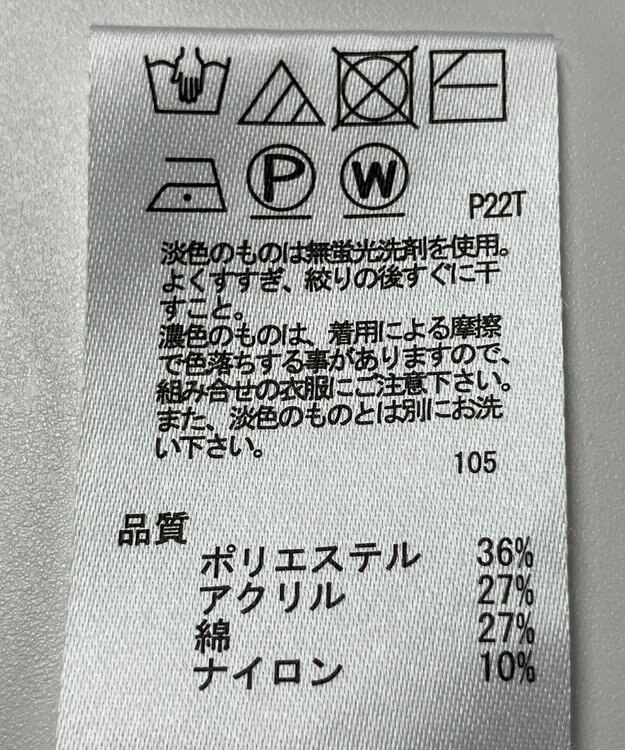 P W
P22T
淡色のものは無蛍光洗剤を使用。
よくすすぎ、絞りの後すぐに干
すこと。
濃色のものは、着用による摩擦
で色落ちする事がありますので、
組み合せの衣服にご注意下さい。
また、淡色のものとは別にお洗
い下さい。
105
品質
ポリエステル 36%
アクリル 27%
綿 27%
ナイロン 10%